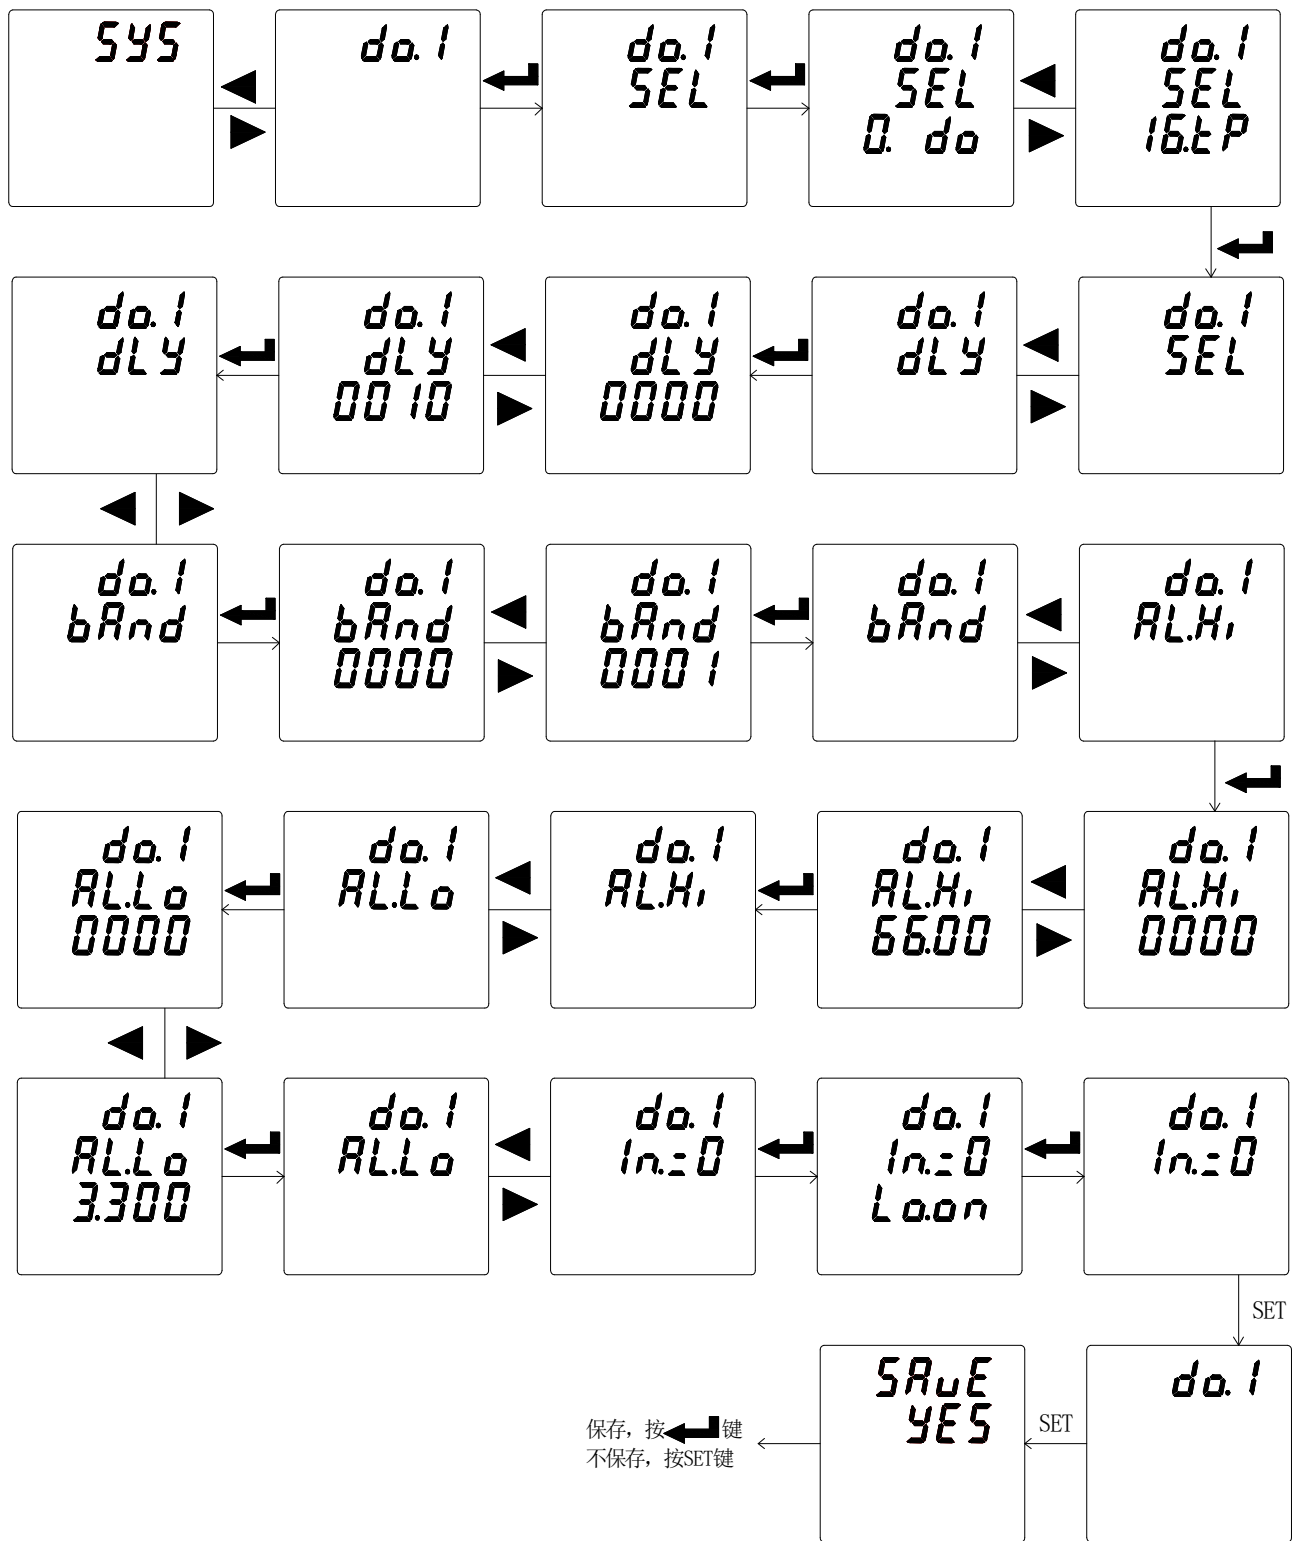 SYS
do.1
do.1
SEL
do.1
SEL
0. do
do.1
SEL
16.tP
do.1
dLY
do.1
dLY
0010
do.1
dLY
0000
do.1
dLY
do.1
SEL
do.1
bAnd
do.1
bAnd
0000
do.1
bAnd
0001
do.1
bAnd
do.1
AL.Hi
do.1
AL.Lo
0000
do.1
AL.Lo
do.1
AL.Hi
do.1
AL.Hi
66.00
do.1
AL.Hi
0000
do.1
AL.Lo
3.300
do.1
AL.Lo
do.1
In.=0
do.1
In.=0
Lo.on
do.1
In.=0
SET
SAvE
YES
SET
do.1
保存，按键
不保存，按SET键